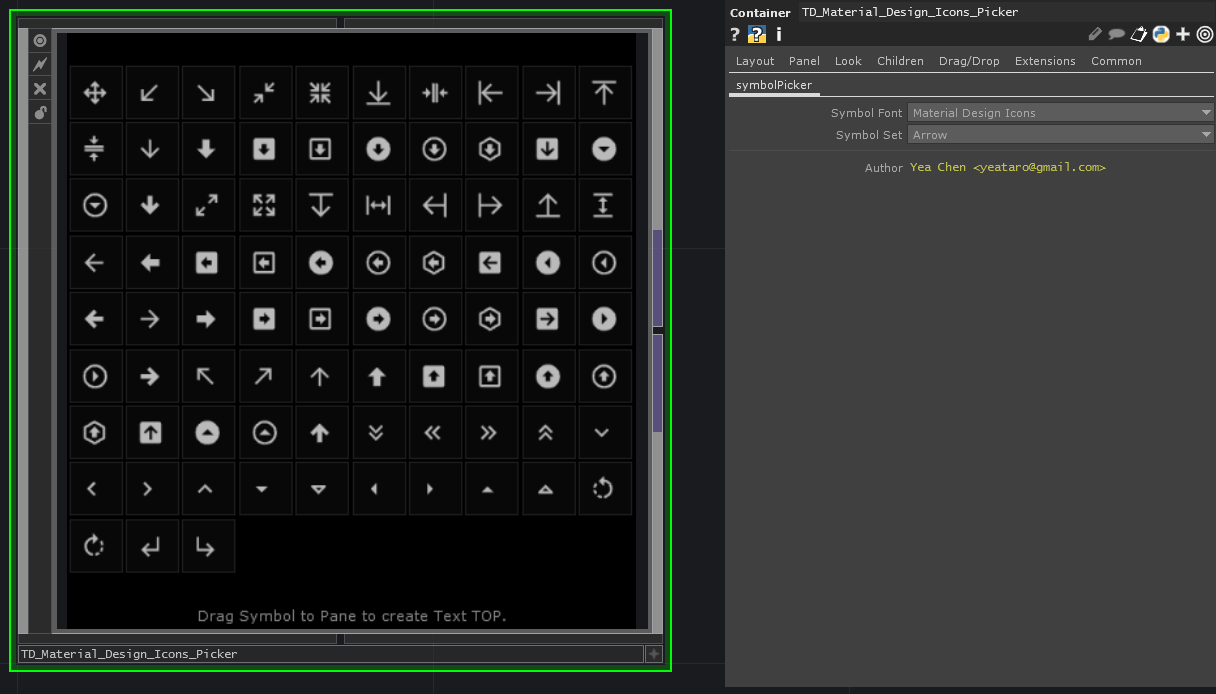 Drag Symbol to Pane to create Text TOP.
TD_Material_Design_Icons_Picker
Container TD_Material_Design_Icons_Picker
? ? i
Layout Panel Look Children Drag/Drop Extensions Common
symbolPicker
Symbol Font Material Design Icons
Symbol Set Arrow
Author Yea Chen <yeataro@gmail.com>